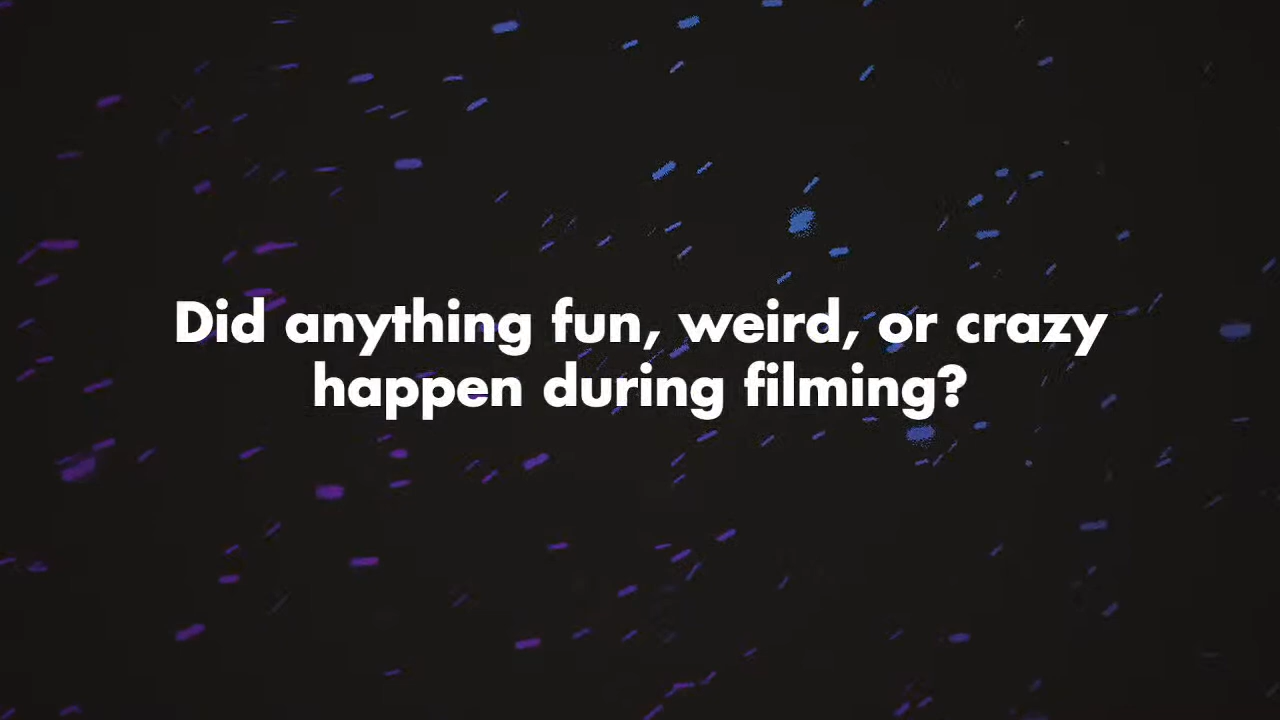 Did anything fun, weird, or crazy
happen during filming?